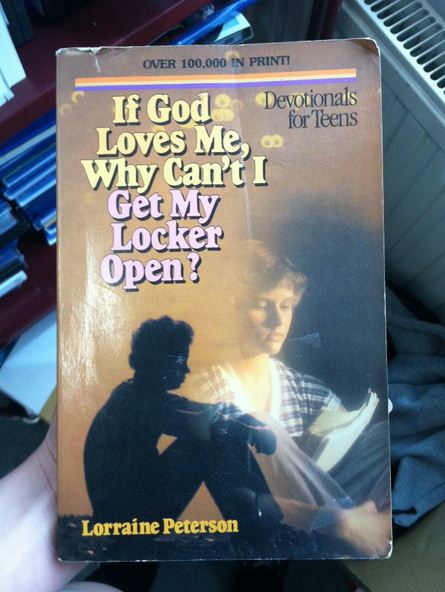 OVER 100,000 IN PRINT!
Devotionals
for Teens
If God
Loves Me,
Why Can't I
Get My
Locker
Open?
Lorraine Peterson